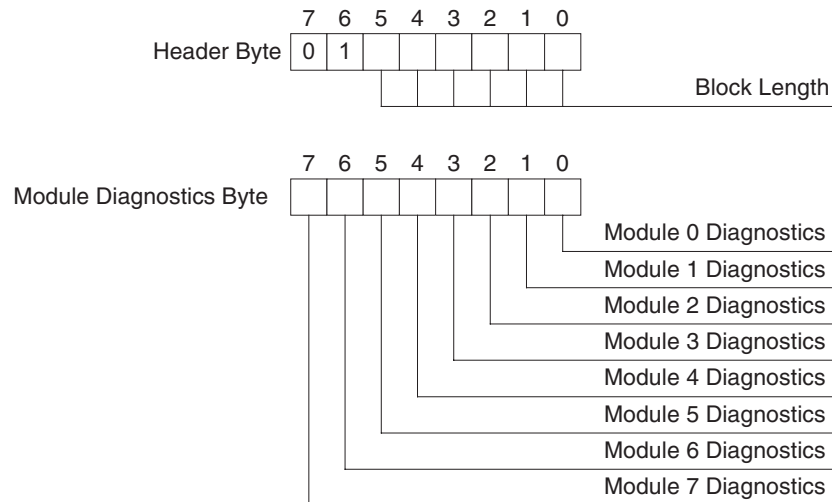 7 6 5 4 3 2 1 0
Header Byte 0 1
Block Length
7 6 5 4 3 2 1 0
Module Diagnostics Byte
Module 0 Diagnostics
Module 1 Diagnostics
Module 2 Diagnostics
Module 3 Diagnostics
Module 4 Diagnostics
Module 5 Diagnostics
Module 6 Diagnostics
Module 7 Diagnostics